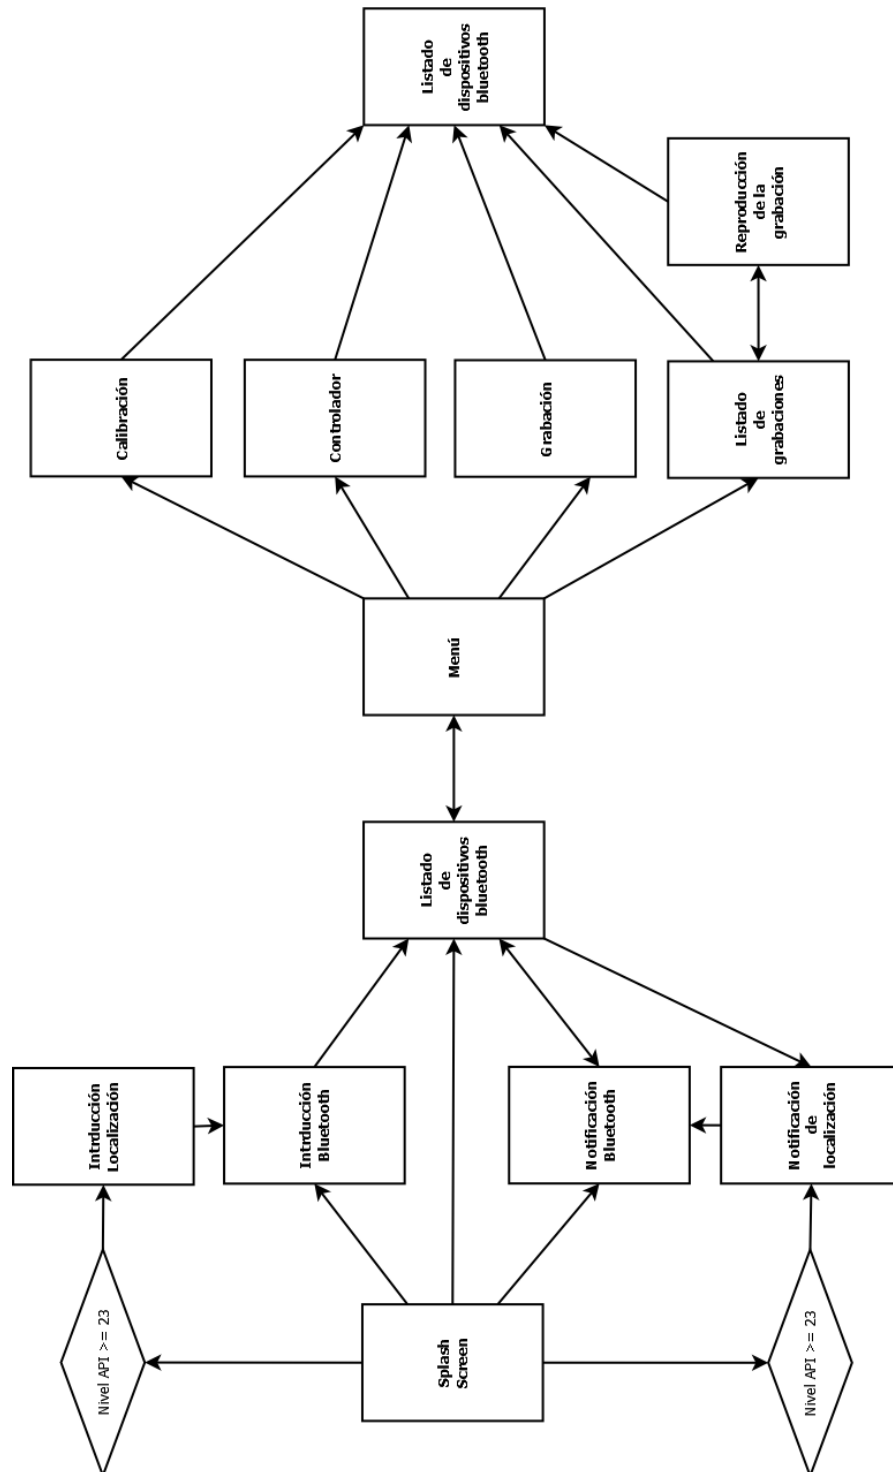 Nivel API >= 23
Splash
Screen
Nivel API >= 23
Intrducción
Localización
Intrducción
Bluetooth
Notificación
Bluetooth
Notificación
de
localización
Listado
de
dispositivos
bluetooth
Menú
Calibración
Controlador
Grabación
Listado
de
grabaciones
Reproducción
de la
grabación
Listado
de
dispositivos
bluetooth